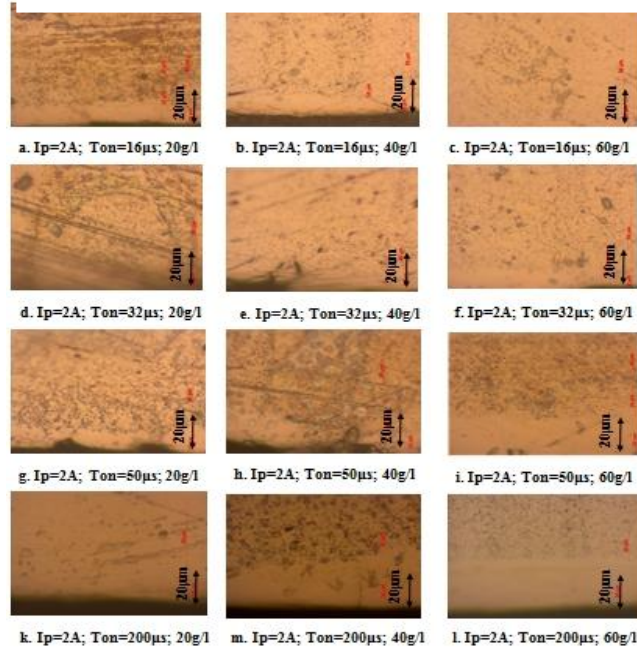 20µm
20µm
20µm
a. Ip=2A; Ton=16µs; 20g/l
b. Ip=2A; Ton=16µs; 40g/l
c. Ip=2A; Ton=16µs; 60g/l
20µm
20µm
20µm
d. Ip=2A; Ton=32µs; 20g/l
e. Ip=2A; Ton=32µs; 40g/l
f. Ip=2A; Ton=32µs; 60g/l
20µm
20µm
20µm
g. Ip=2A; Ton=50µs; 20g/l
h. Ip=2A; Ton=50µs; 40g/l
i. Ip=2A; Ton=50µs; 60g/l
20µm
20µm
20µm
k. Ip=2A; Ton=200µs; 20g/l
m. Ip=2A; Ton=200µs; 40g/l
l. Ip=2A; Ton=200µs; 60g/l